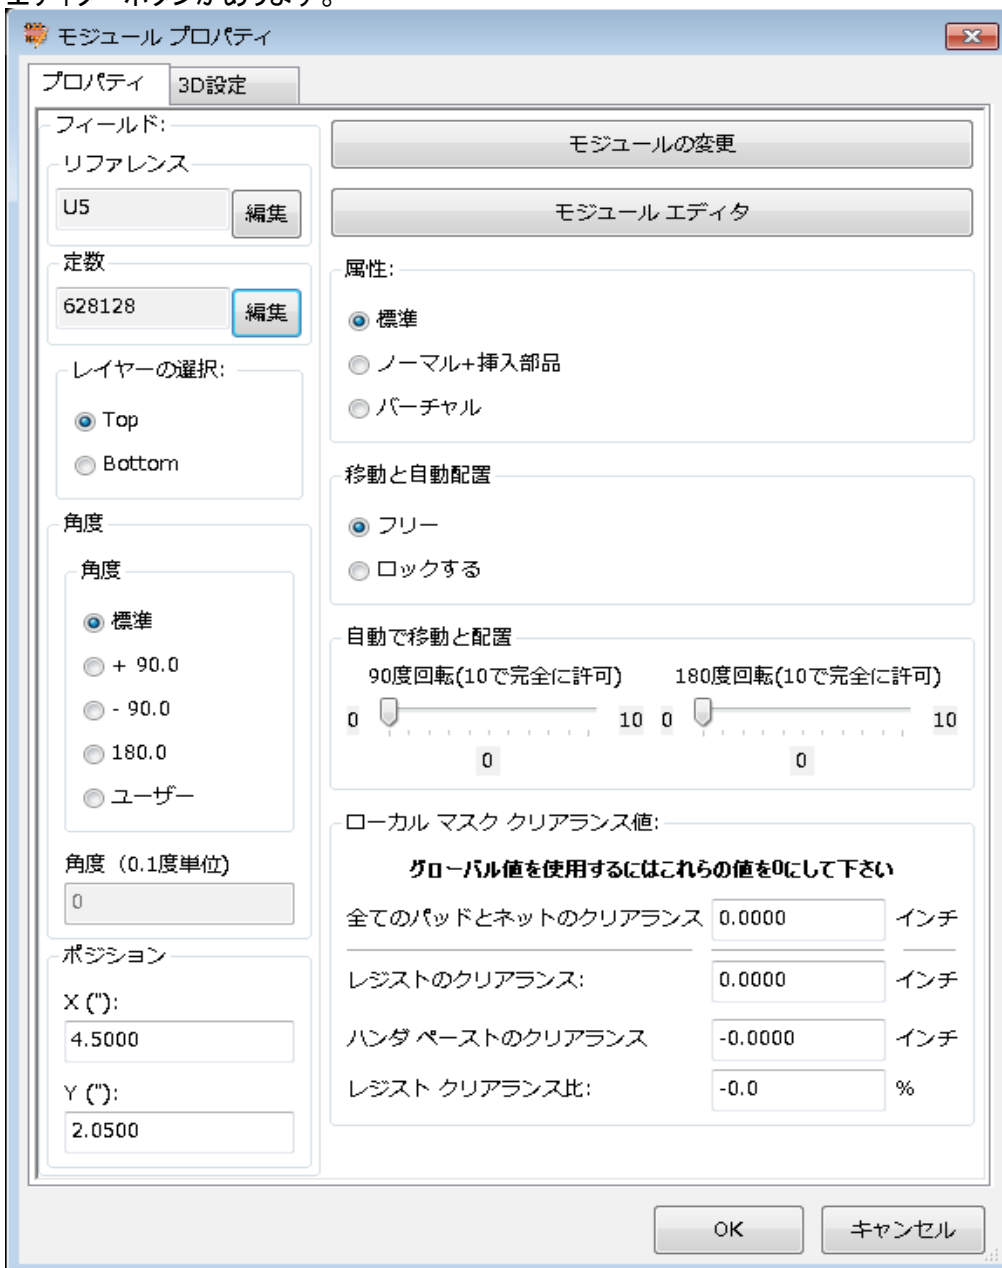 エディタ ボタンがあります。
モジュール プロパティ
プロパティ
3D設定
フィールド:
リファレンス
U5
編集
定数
628128
編集
レイヤーの選択:
Top
Bottom
角度
角度
標準
+ 90.0
- 90.0
180.0
ユーザー
角度（0.1度単位)
0
ポジション
X ("):
4.5000
Y ("):
2.0500
モジュールの変更
モジュール エディタ
属性:
標準
ノーマル+挿入部品
バーチャル
移動と自動配置
フリー
ロックする
自動で移動と配置
90度回転(10で完全に許可)
0
10
0
180度回転(10で完全に許可)
0
10
0
ローカル マスク クリアランス値:
グローバル値を使用するにはこれらの値を0にして下さい
全てのパッドとネットのクリアランス 0.0000 インチ
レジストのクリアランス: 0.0000 インチ
ハンダ ペーストのクリアランス -0.0000 インチ
レジスト クリアランス比: -0.0 %
OK
キャンセル